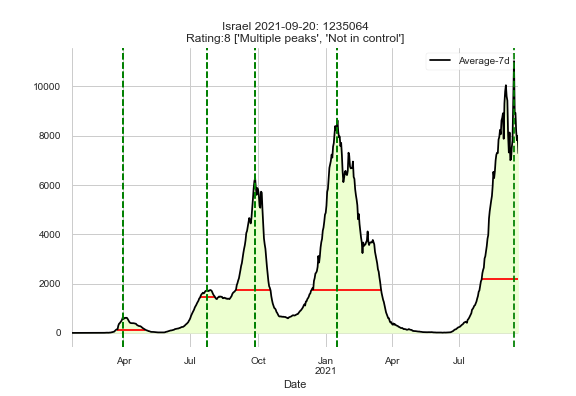 Israel 2021-09-20: 1235064
Rating:8 ['Multiple peaks', 'Not in control']
Average-7d
10000
8000
6000
4000
2000
0
Apr
Jul
Oct
Jan
2021
Apr
Jul
Date